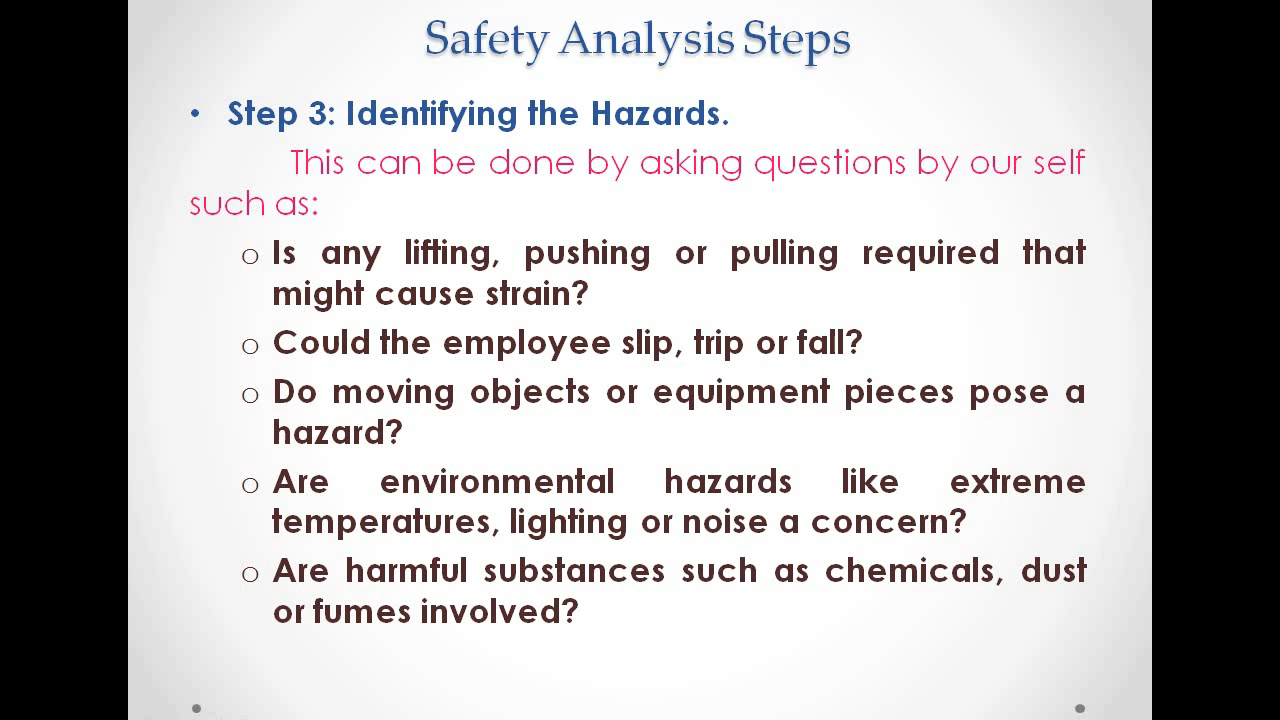 Safety Analysis Steps
• Step 3: Identifying the Hazards.
This can be done by asking questions by our self
such as:
o Is any lifting, pushing or pulling required that
might cause strain?
o Could the employee slip, trip or fall?
o Do moving objects or equipment pieces pose a
hazard?
o Are environmental hazards like extreme
temperatures, lighting or noise a concern?
o Are harmful substances such as chemicals, dust
or fumes involved?